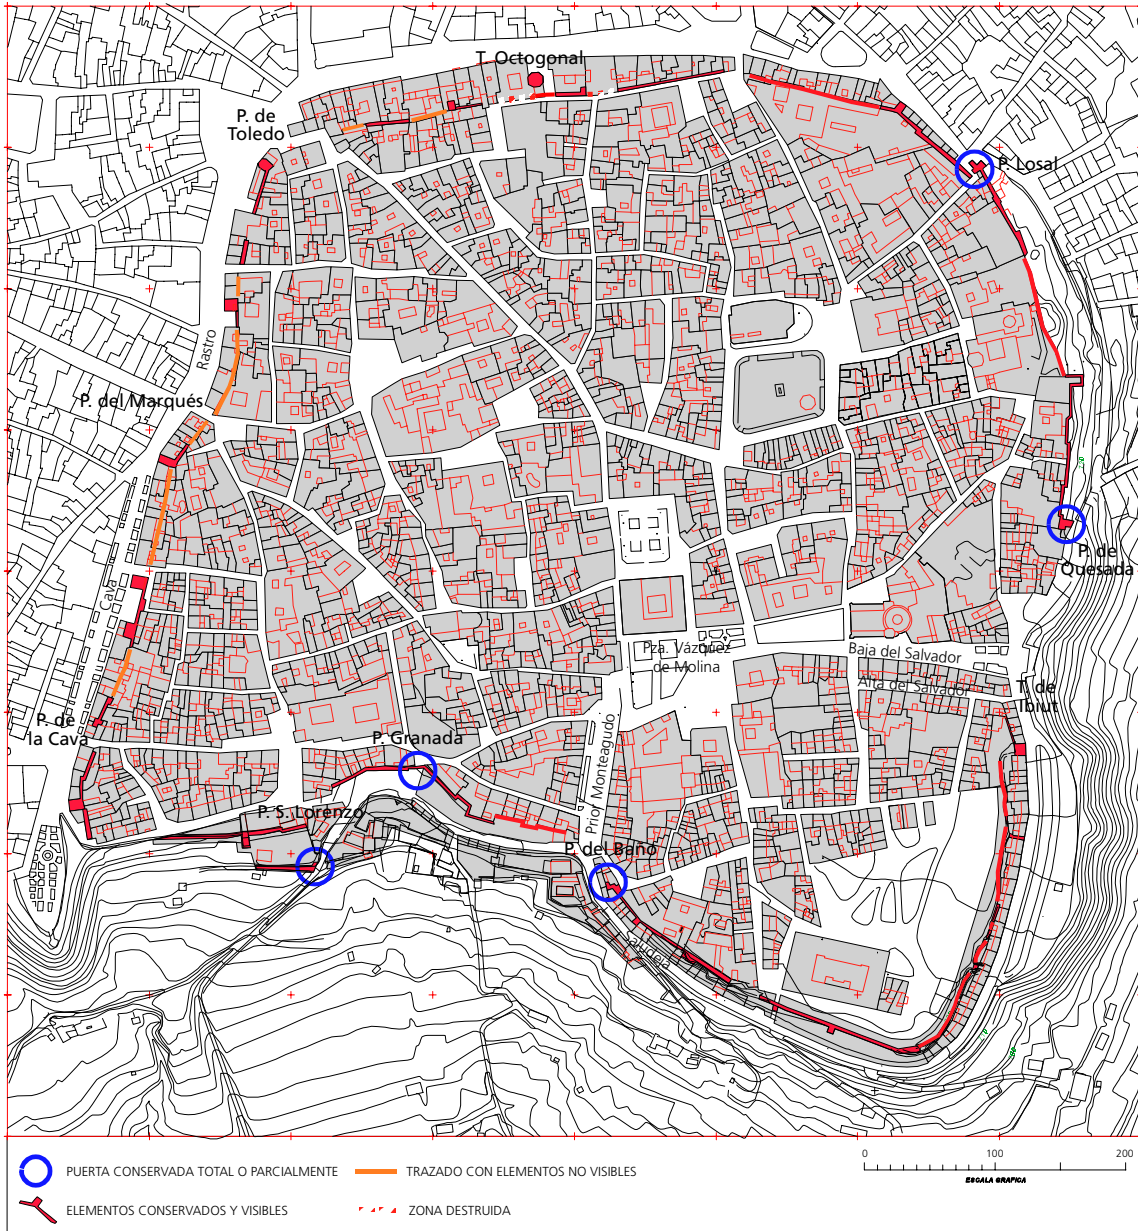 T. Octogonal
P. de
Toledo
P. Losal
Rastro
P. del Marqués
P. de
Quesada
Cava
Pza. Vázquez
de Molina
Baja del Salvador
Alta del Salvador
T. de
Ibiut
P. de
la Cava
P. Granada
Prior Monteagudo
P. S. Lorenzo
P. del Baño
Saludeja
PUERTA CONSERVADA TOTAL O PARCIALMENTE
TRAZADO CON ELEMENTOS NO VISIBLES
0 100 200
ESCALA GRAFICA
ELEMENTOS CONSERVADOS Y VISIBLES
ZONA DESTRUIDA